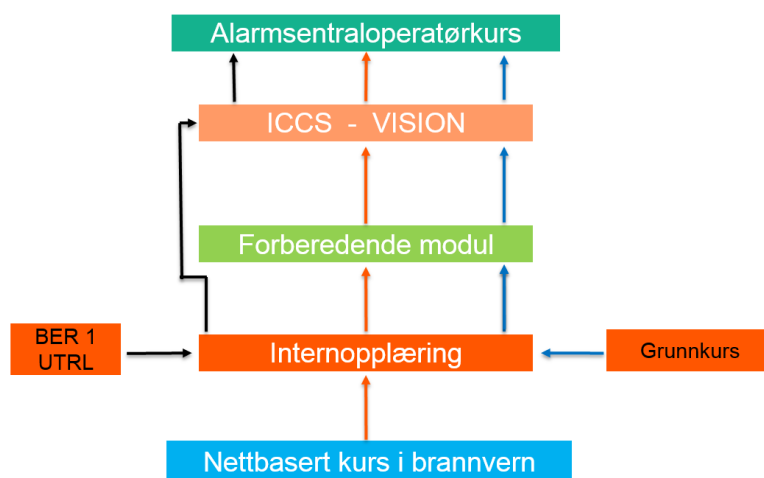 Alarmsentraloperatørkurs
ICCS - VISION
Forberedende modul
BER 1
UTRL
Internopplæring
Grunnkurs
Nettbasert kurs i brannvern